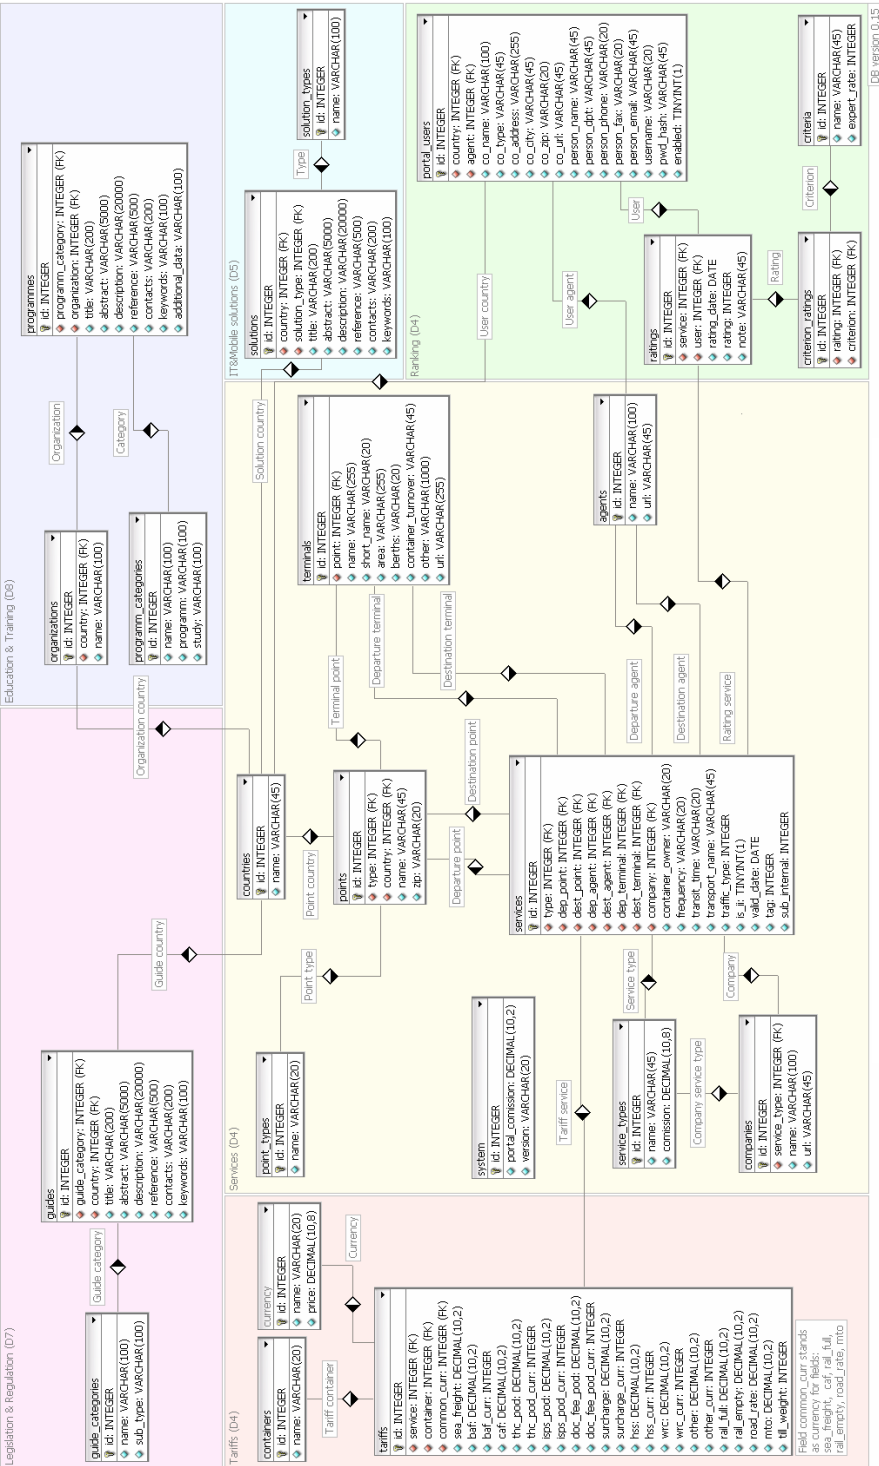 Legislation & Regulation (D7)
guide_categories
id: INTEGER
name: VARCHAR(100)
sub_type: VARCHAR(100)
Guide category
guides
id: INTEGER
guide_category: INTEGER (FK)
country: INTEGER (FK)
title: VARCHAR(200)
abstract: VARCHAR(5000)
description: VARCHAR(20000)
reference: VARCHAR(500)
contacts: VARCHAR(200)
keywords: VARCHAR(100)
Guide country
Education & Training (D8)
Organization country
organizations
id: INTEGER
country: INTEGER (FK)
name: VARCHAR(100)
programm_categories
id: INTEGER
name: VARCHAR(100)
programm: VARCHAR(100)
study: VARCHAR(100)
Organization
Category
programmes
id: INTEGER
programm_category: INTEGER (FK)
organization: INTEGER (FK)
title: VARCHAR(200)
abstract: VARCHAR(5000)
description: VARCHAR(20000)
reference: VARCHAR(500)
contacts: VARCHAR(200)
keywords: VARCHAR(100)
additional_data: VARCHAR(100)
Tariffs (D4)
containers
id: INTEGER
name: VARCHAR(20)
currency
id: INTEGER
name: VARCHAR(20)
price: DECIMAL(10,8)
Tariff container
Currency
tariffs
id: INTEGER
service: INTEGER (FK)
container: INTEGER (FK)
common_curr: INTEGER (FK)
sea_freight: DECIMAL(10,2)
baf: DECIMAL(10,2)
baf_curr: INTEGER
caf: DECIMAL(10,2)
thc_pod: DECIMAL(10,2)
thc_pod_curr: INTEGER
isps_pod: DECIMAL(10,2)
isps_pod_curr: INTEGER
doc_fee_pod: DECIMAL(10,2)
doc_fee_pod_curr: INTEGER
surcharge: DECIMAL(10,2)
surcharge_curr: INTEGER
hss: DECIMAL(10,2)
hss_curr: INTEGER
wrc: DECIMAL(10,2)
wrc_curr: INTEGER
other: DECIMAL(10,2)
other_curr: INTEGER
rail_full: DECIMAL(10,2)
rail_empty: DECIMAL(10,2)
road_rate: DECIMAL(10,2)
mto: DECIMAL(10,2)
till_weight: INTEGER
Field common_curr stands
as currency for fields:
sea_freight, caf, rail_full,
rail_empty, road_rate, mto
Services (D4)
point_types
id: INTEGER
name: VARCHAR(20)
Point type
countries
id: INTEGER
name: VARCHAR(45)
Point country
points
id: INTEGER
type: INTEGER (FK)
country: INTEGER (FK)
name: VARCHAR(45)
zip: VARCHAR(20)
Terminal point
terminals
id: INTEGER
point: INTEGER (FK)
name: VARCHAR(255)
short_name: VARCHAR(20)
area: VARCHAR(255)
berths: VARCHAR(20)
container_turnover: VARCHAR(45)
other: VARCHAR(1000)
url: VARCHAR(255)
Departure terminal
Destination terminal
Departure point
Destination point
system
id: INTEGER
portal_comission: DECIMAL(10,2)
version: VARCHAR(20)
Tariff service
services
id: INTEGER
type: INTEGER (FK)
dep_point: INTEGER (FK)
dest_point: INTEGER (FK)
dep_agent: INTEGER (FK)
dest_agent: INTEGER (FK)
dep_terminal: INTEGER (FK)
dest_terminal: INTEGER (FK)
company: INTEGER (FK)
container_owner: VARCHAR(20)
frequency: VARCHAR(20)
transit_time: VARCHAR(20)
transport_name: VARCHAR(45)
traffic_type: INTEGER
is_ii: TINYINT(1)
valid_date: DATE
tag: INTEGER
sub_internal: INTEGER
service_types
id: INTEGER
name: VARCHAR(45)
comission: DECIMAL(10,8)
Service type
Company service type
Company
companies
id: INTEGER
service_type: INTEGER (FK)
name: VARCHAR(100)
url: VARCHAR(45)
Departure agent
Destination agent
Raiting service
agents
id: INTEGER
name: VARCHAR(100)
url: VARCHAR(45)
IT&Mobile solutions (D5)
Solution country
solutions
id: INTEGER
country: INTEGER (FK)
solution_type: INTEGER (FK)
title: VARCHAR(200)
abstract: VARCHAR(5000)
description: VARCHAR(20000)
reference: VARCHAR(500)
contacts: VARCHAR(200)
keywords: VARCHAR(100)
Type
solution_types
id: INTEGER
name: VARCHAR(100)
Ranking (D4)
User country
User agent
User
portal_users
id: INTEGER
country: INTEGER (FK)
agent: INTEGER (FK)
co_name: VARCHAR(100)
co_type: VARCHAR(45)
co_address: VARCHAR(255)
co_city: VARCHAR(45)
co_zip: VARCHAR(20)
co_url: VARCHAR(45)
person_name: VARCHAR(45)
person_dpt: VARCHAR(45)
person_phone: VARCHAR(20)
person_fax: VARCHAR(20)
person_email: VARCHAR(45)
username: VARCHAR(20)
pwd_hash: VARCHAR(45)
enabled: TINYINT(1)
raitings
id: INTEGER
service: INTEGER (FK)
user: INTEGER (FK)
rating_date: DATE
rating: INTEGER
note: VARCHAR(45)
Rating
criterion_ratings
id: INTEGER
rating: INTEGER (FK)
criterion: INTEGER (FK)
Criterion
criteria
id: INTEGER
name: VARCHAR(45)
expert_rate: INTEGER
DB version 0.15